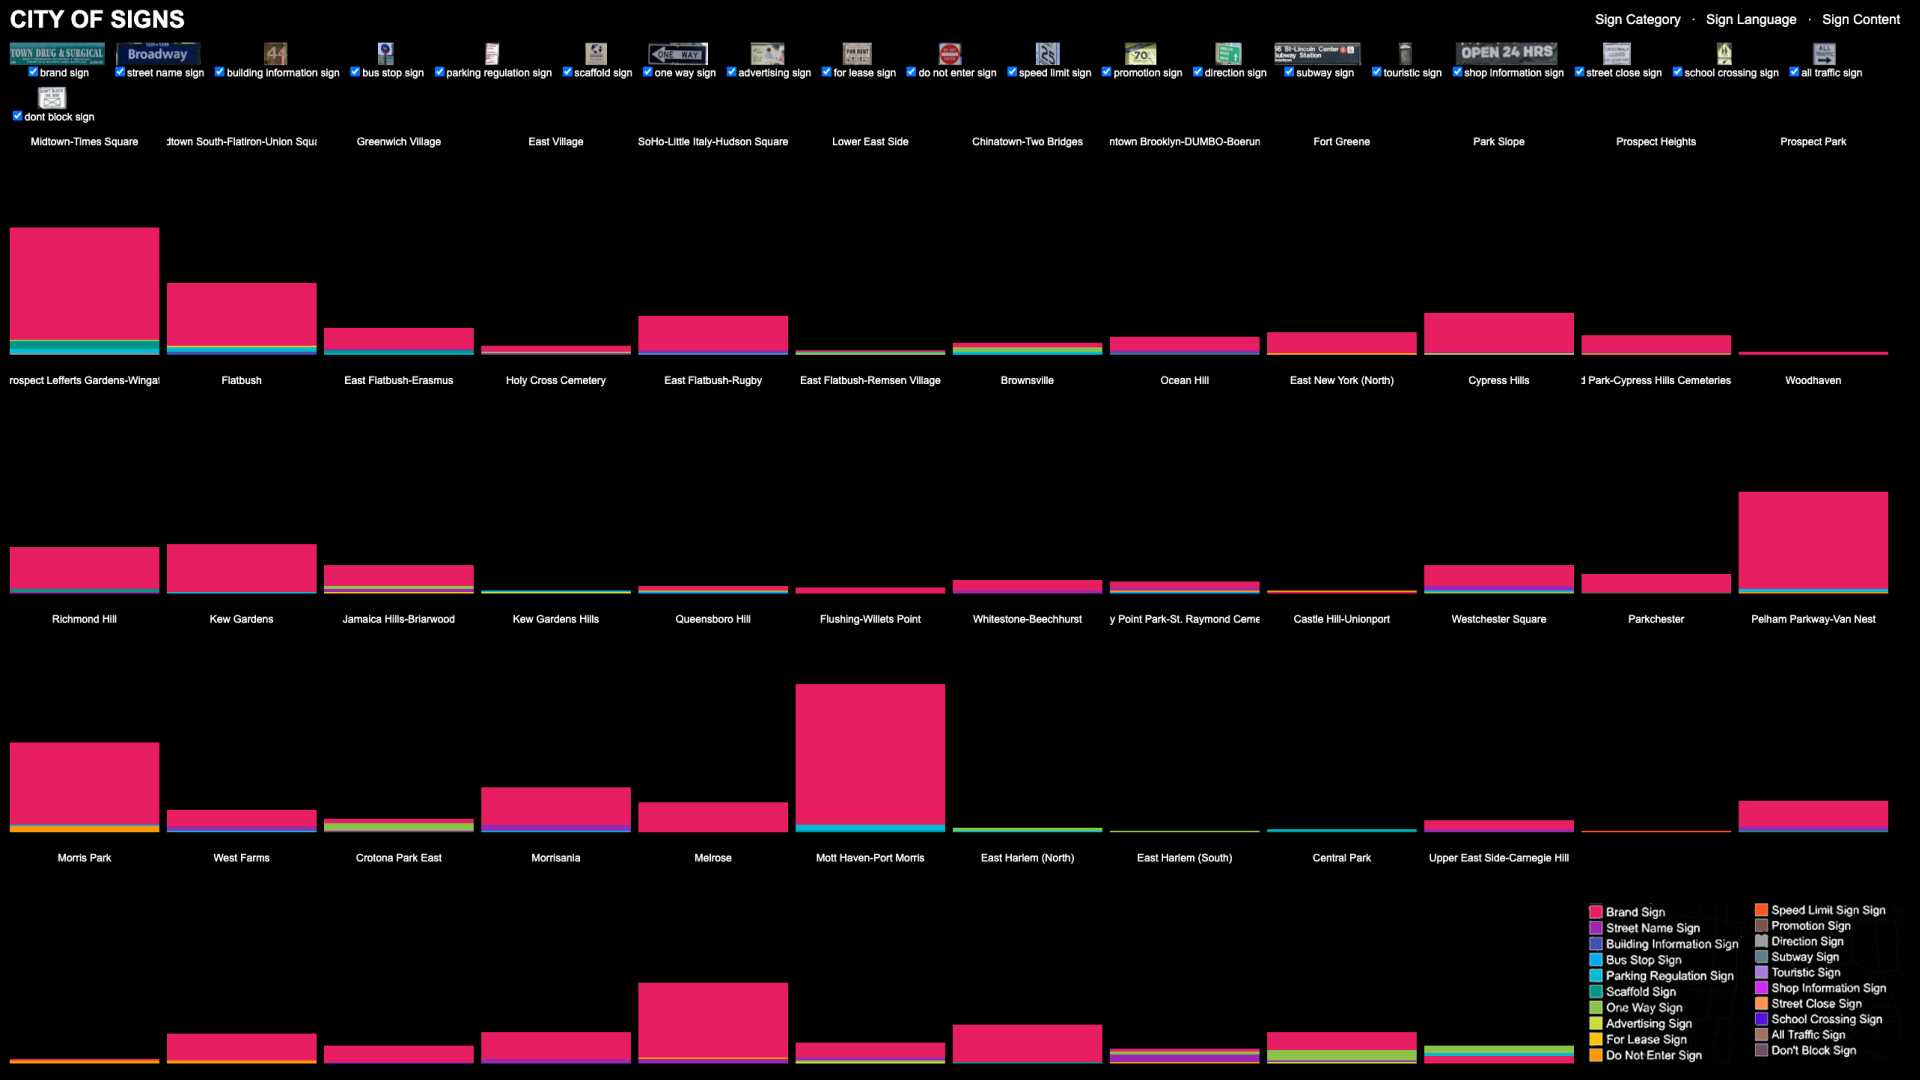 CITY OF SIGNS
Sign Category · Sign Language · Sign Content
TOWN DRUG & SURGICAL
Broadway
44
ONE WAY
FOR RENT
25
70
66 St-Lincoln Center
Subway Station
OPEN 24 HRS
ALL
TRAFFIC
brand sign street name sign building information sign bus stop sign parking regulation sign scaffold sign one way sign advertising sign for lease sign do not enter sign speed limit sign promotion sign direction sign subway sign touristic sign shop information sign street close sign school crossing sign all traffic sign
DON'T BLOCK
THE BOX
dont block sign
Midtown-Times Square dtown South-Flatiron-Union Squa Greenwich Village East Village SoHo-Little Italy-Hudson Square Lower East Side Chinatown-Two Bridges ntown Brooklyn-DUMBO-Boerun Fort Greene Park Slope Prospect Heights Prospect Park
rospect Lefferts Gardens-Wingat Flatbush East Flatbush-Erasmus Holy Cross Cemetery East Flatbush-Rugby East Flatbush-Remsen Village Brownsville Ocean Hill East New York (North) Cypress Hills d Park-Cypress Hills Cemeteries Woodhaven
Richmond Hill Kew Gardens Jamaica Hills-Briarwood Kew Gardens Hills Queensboro Hill Flushing-Willets Point Whitestone-Beechhurst y Point Park-St. Raymond Ceme Castle Hill-Unionport Westchester Square Parkchester Pelham Parkway-Van Nest
Morris Park West Farms Crotona Park East Morrisania Melrose Mott Haven-Port Morris East Harlem (North) East Harlem (South) Central Park Upper East Side-Carnegie Hill
Brand Sign
Street Name Sign
Building Information Sign
Bus Stop Sign
Parking Regulation Sign
Scaffold Sign
One Way Sign
Advertising Sign
For Lease Sign
Do Not Enter Sign
Speed Limit Sign Sign
Promotion Sign
Direction Sign
Subway Sign
Touristic Sign
Shop Information Sign
Street Close Sign
School Crossing Sign
All Traffic Sign
Don't Block Sign